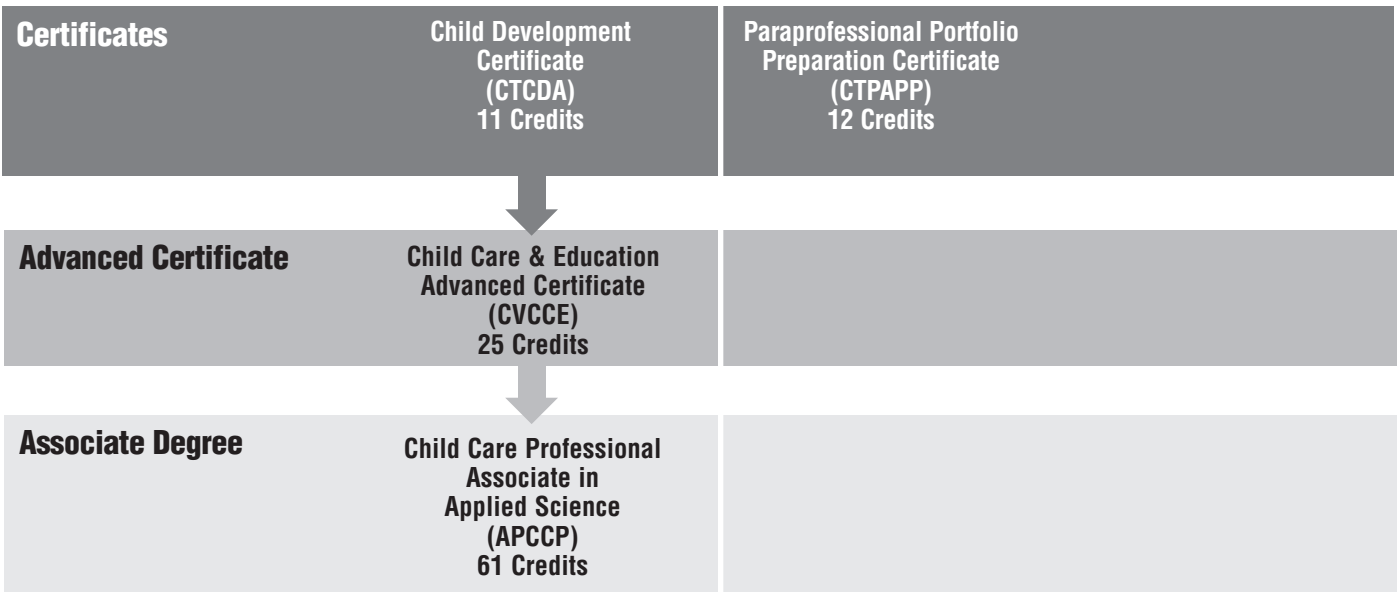 Certificates
Child Development
Certificate
(CTCDA)
11 Credits
Paraprofessional Portfolio
Preparation Certificate
(CTPAPP)
12 Credits
Advanced Certificate
Child Care & Education
Advanced Certificate
(CVCCE)
25 Credits
Associate Degree
Child Care Professional
Associate in
Applied Science
(APCCP)
61 Credits